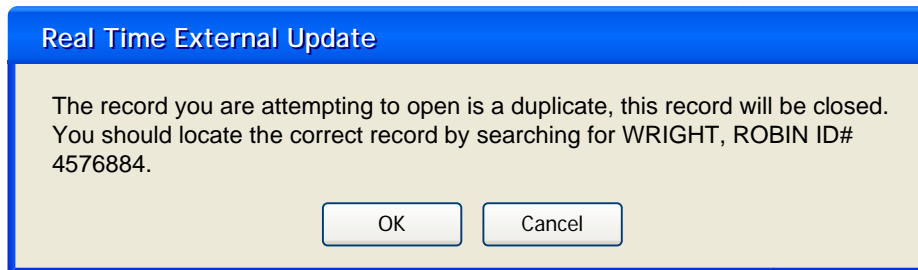 Real Time External Update
The record you are attempting to open is a duplicate, this record will be closed.
You should locate the correct record by searching for WRIGHT, ROBIN ID#
4576884.
OK Cancel